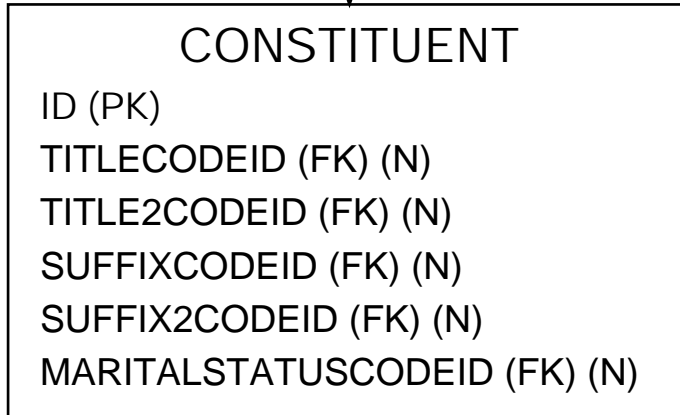 CONSTITUENT
ID (PK)
TITLECODEID (FK) (N)
TITLE2CODEID (FK) (N)
SUFFIXCODEID (FK) (N)
SUFFIX2CODEID (FK) (N)
MARITALSTATUSCODEID (FK) (N)